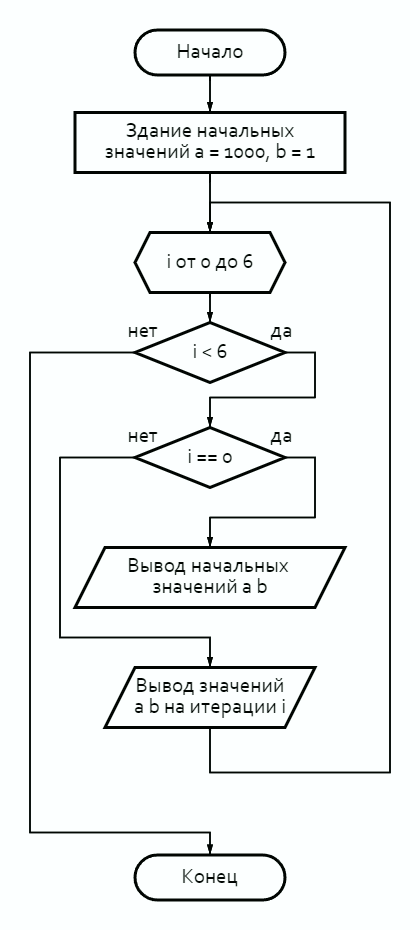 Начало
Здание начальных
значений a = 1000, b = 1
i от 0 до 6
нет
да
i < 6
нет
да
i == 0
Вывод начальных
значений a b
Вывод значений
a b на итерации i
Конец